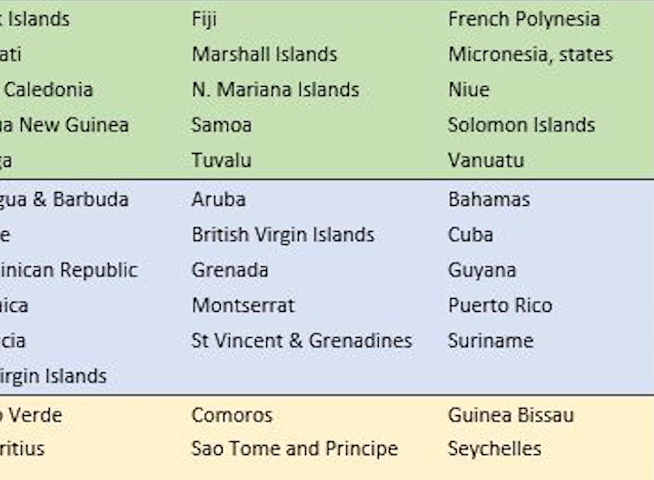 Islands Fiji French Polynesia
ati Marshall Islands Micronesia, states
Caledonia N. Mariana Islands Niue
ua New Guinea Samoa Solomon Islands
ga Tuvalu Vanuatu
gua & Barbuda Aruba Bahamas
e British Virgin Islands Cuba
inican Republic Grenada Guyana
aica Montserrat Puerto Rico
cia St Vincent & Grenadines Suriname
irgin Islands
Verde Comoros Guinea Bissau
ritius Sao Tome and Principe Seychelles